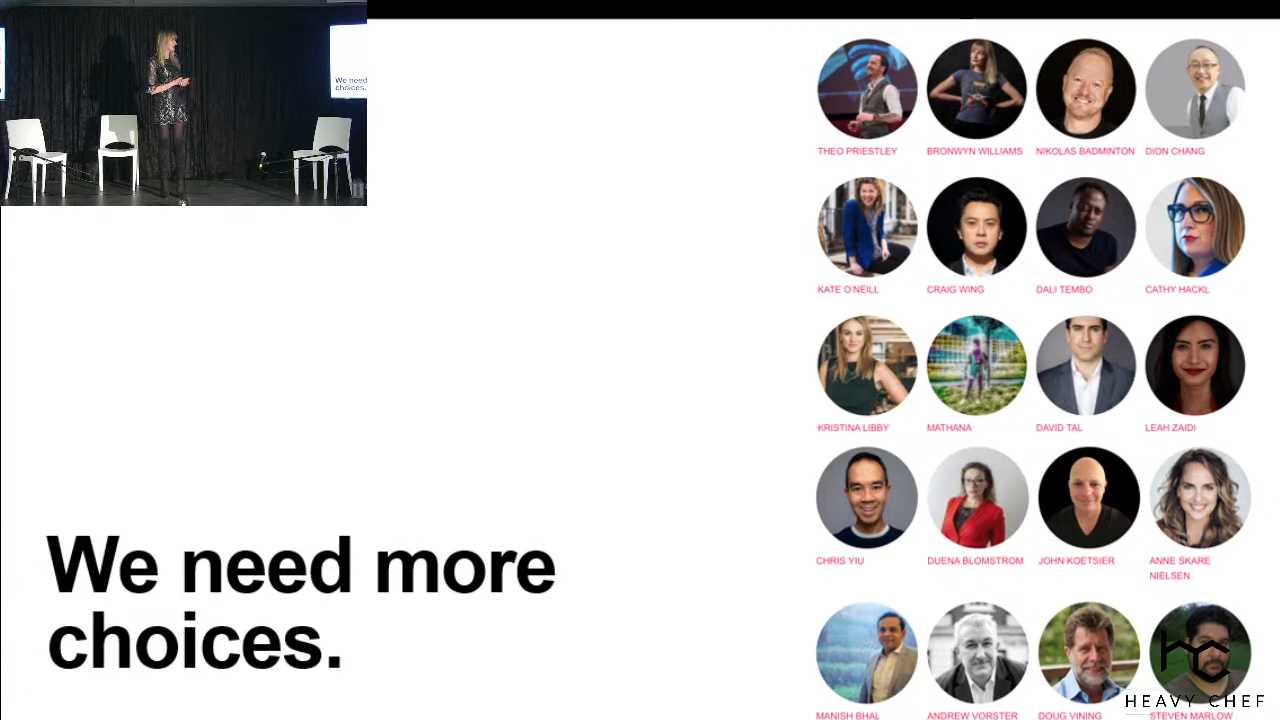 We need
choices.
THEO PRIESTLEY
BRONWYN WILLIAMS
NIKOLAS BADMINTON
DION CHANG
KATE O'NEILL
CRAIG WING
DALI TEMBO
CATHY HACKL
KRISTINA LIBBY
MATHANA
DAVID TAL
LEAH ZAIDI
CHRIS YIU
DUENA BLOMSTROM
JOHN KOETSIER
ANNE SKARE
NIELSEN
We need more
choices.
MANISH BHAL
ANDREW VORSTER
DOUG VINING
STEVEN MARLOW
HEAVY CHEF